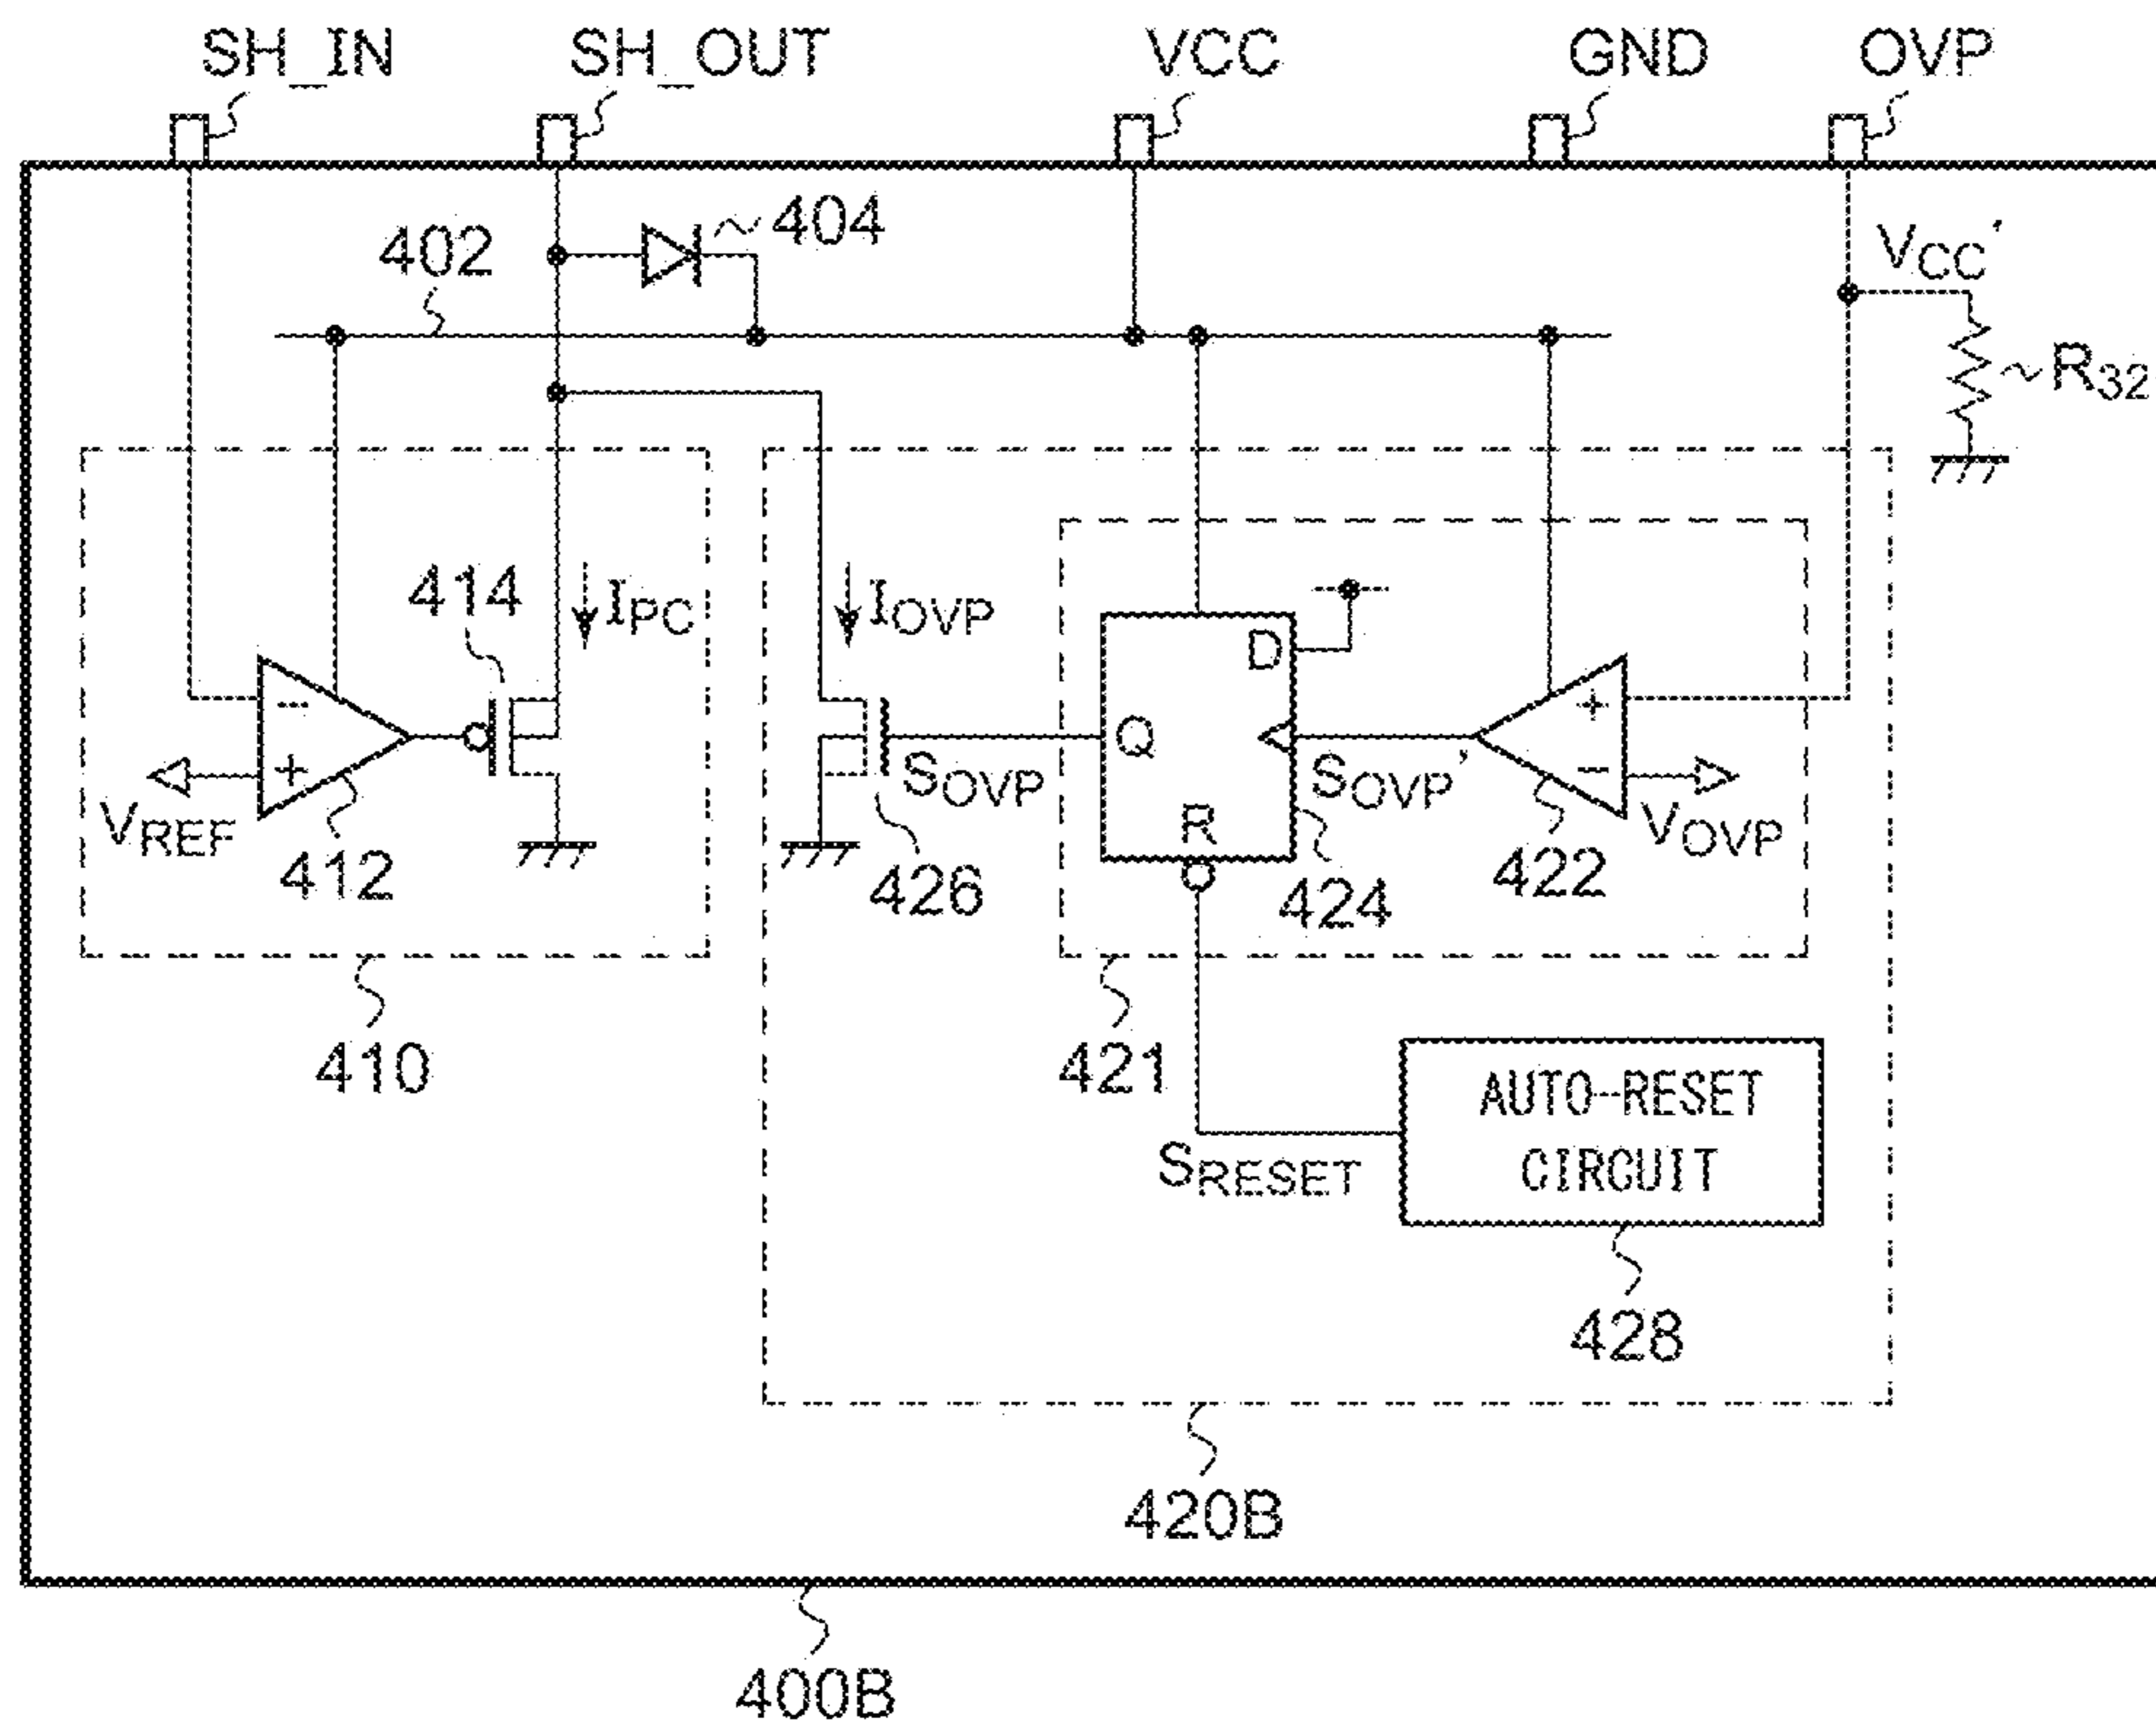 SH_IN
SH_OUT
VCC
GND
OVP
402
404
VCC'
R32
414
IPC
IOVP
D
Q
R
SOVP
SOVP'
−
+
+
−
VREF
VOVP
412
426
424
422
410
421
AUTO-RESET
CIRCUIT
SRESET
428
420B
400B